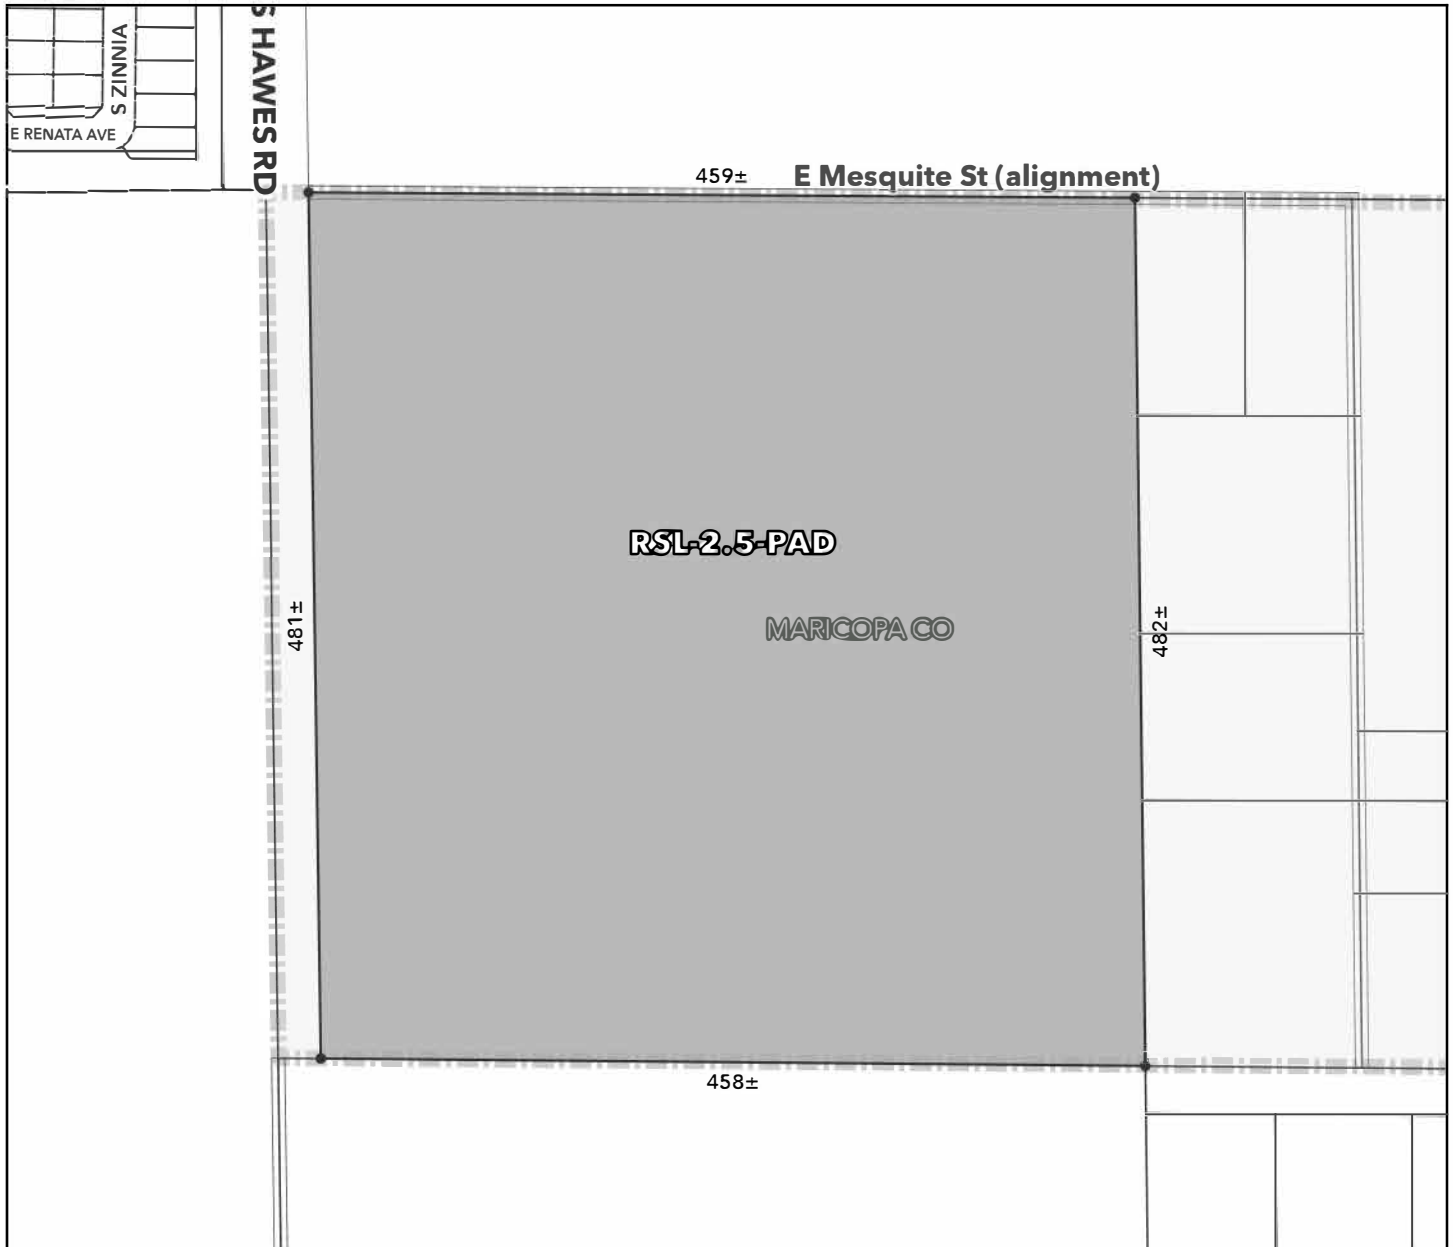 S HAWES RD
S ZINNIA
E RENATA AVE
459±
E Mesquite St (alignment)
RSL-2.5-PAD
MARICOPA CO
481±
482±
458±